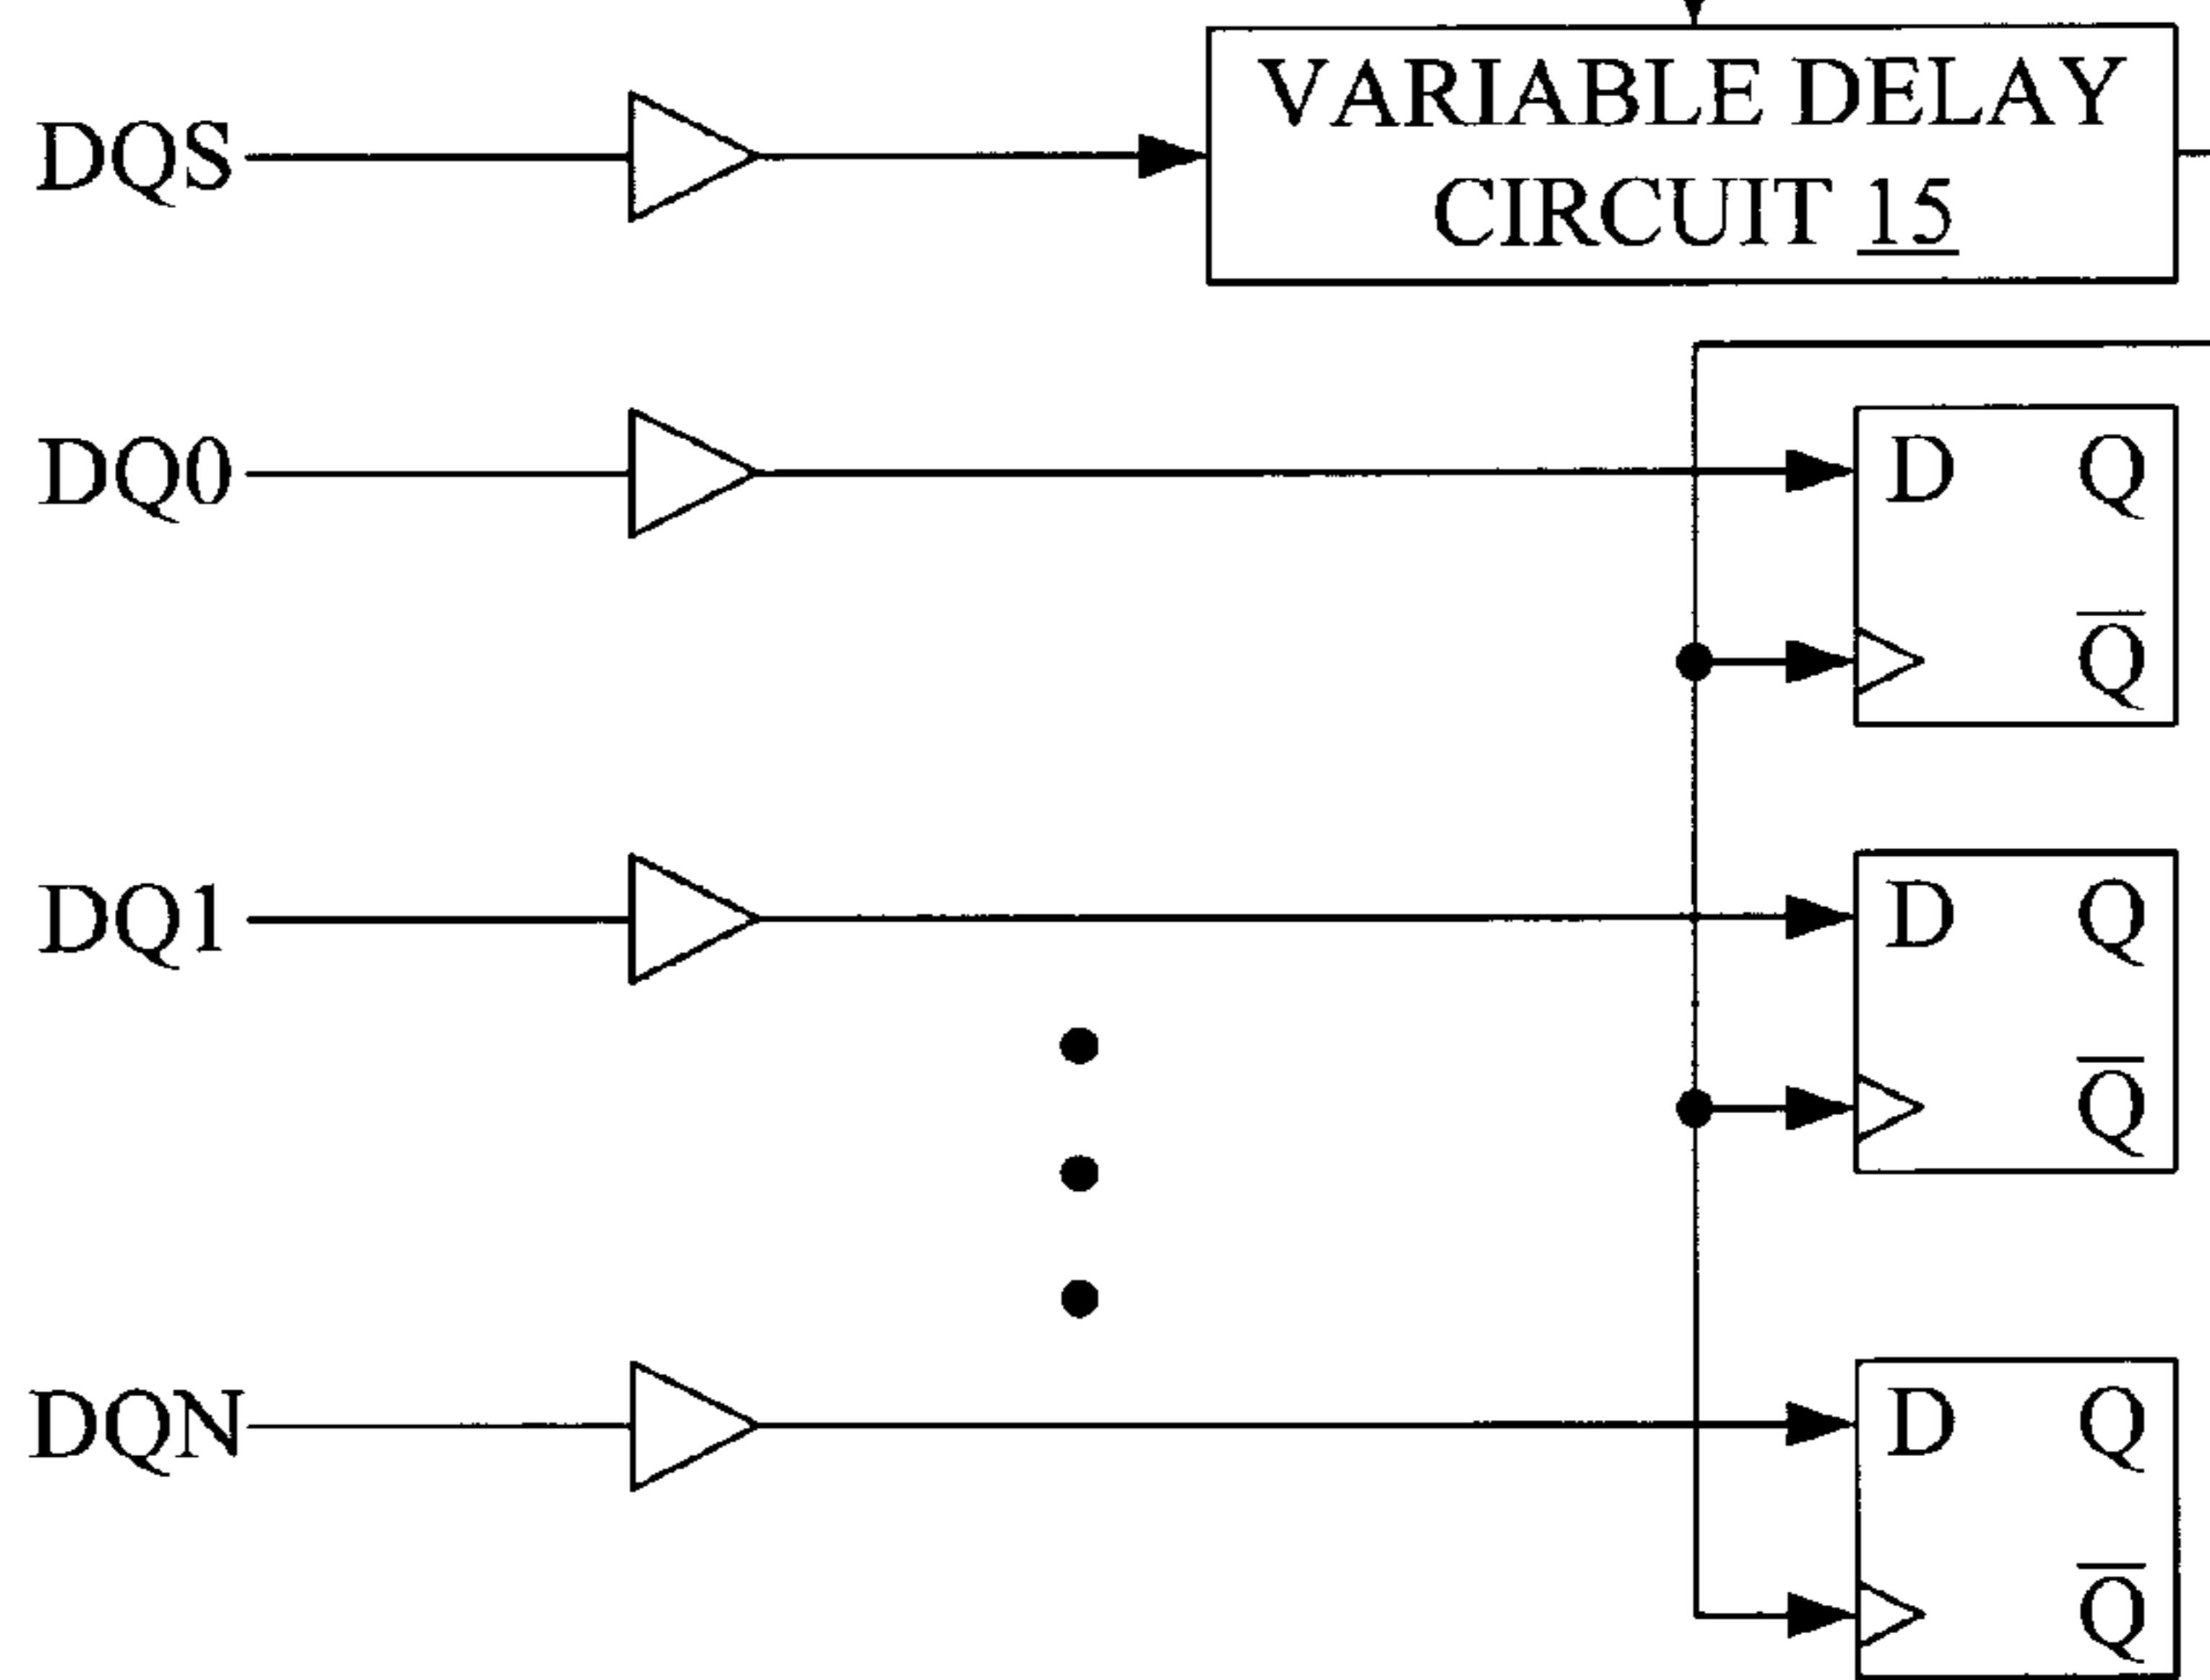 DQS
VARIABLE DELAY
CIRCUIT 15
DQ0
D Q
Q̅
DQ1
D Q
Q̅
DQN
D Q
Q̅